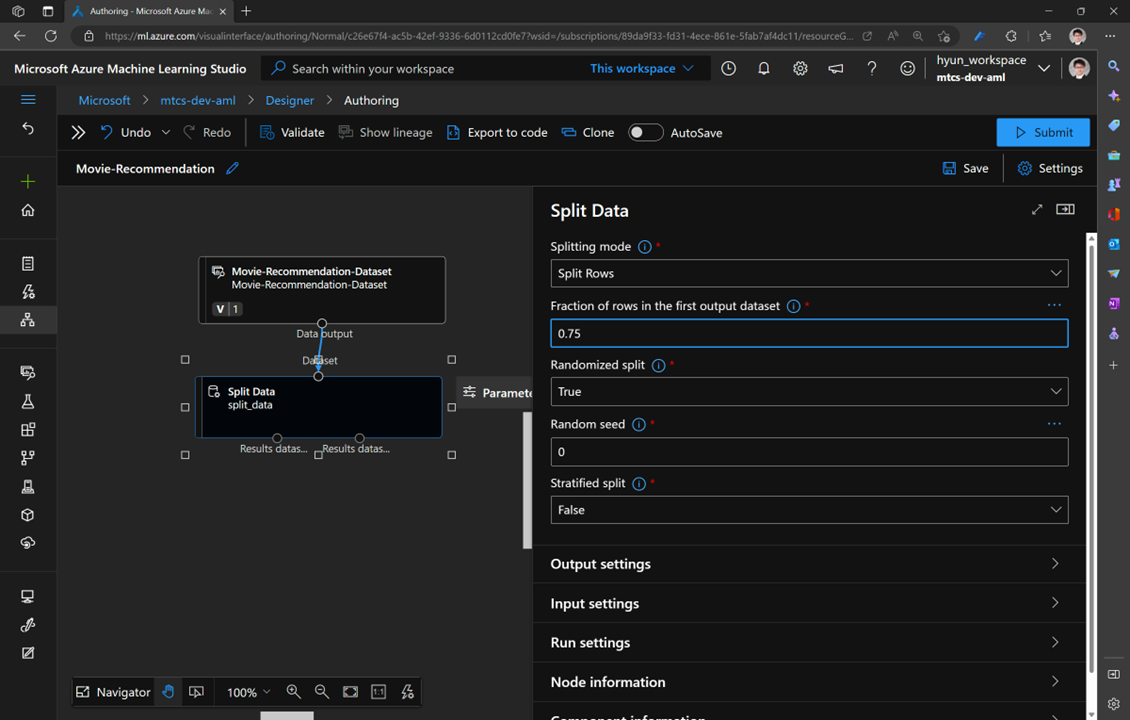 Authoring - Microsoft Azure Mac
https://ml.azure.com/visualinterface/authoring/Normal/c26e67f4-ac5b-42ef-9336-6d0112cd0fe7?wsid=/subscriptions/89da9f33-fd31-4ece-861e-5fab7af4dc11/resourceG...
Microsoft Azure Machine Learning Studio
Search within your workspace
This workspace
hyun_workspace
mtcs-dev-aml
Microsoft > mtcs-dev-aml > Designer > Authoring
Undo
Redo
Validate
Show lineage
Export to code
Clone
AutoSave
Submit
Movie-Recommendation
Save
Settings
Movie-Recommendation-Dataset
Movie-Recommendation-Dataset
V 1
Data output
Dataset
Split Data
split_data
Paramete
Results datas... Results datas...
Navigator
100%
1:1
Split Data
Splitting mode *
Split Rows
Fraction of rows in the first output dataset *
0.75
Randomized split *
True
Random seed *
0
Stratified split *
False
Output settings
Input settings
Run settings
Node information
Component information